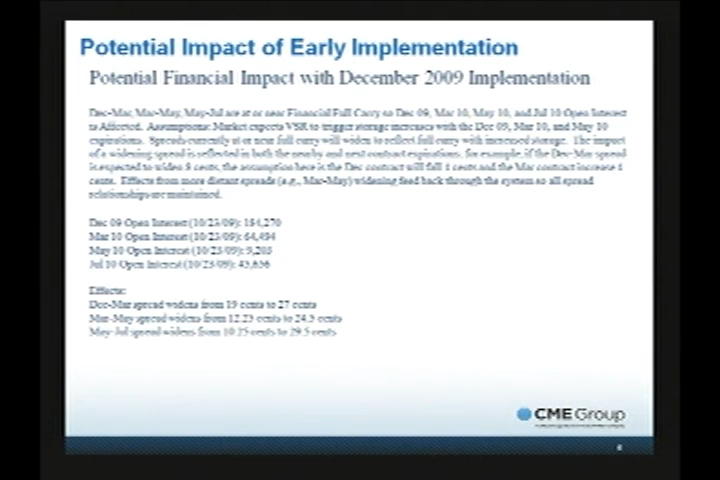 Potential Impact of Early Implementation
Potential Financial Impact with December 2009 Implementation
Dec-Mar, Mar-May, May-Jul are at or near Financial Full Carry so Dec 09, Mar 10, May 10, and Jul 10 Open Interest
is Affected. Assumptions: Market expects VSR to trigger storage increases with the Dec 09, Mar 10, and May 10
expirations. Spreads currently at or near full carry will widen to reflect full carry with increased storage. The impact
of a widening spread is reflected in both the nearby and next contract expirations, for example, if the Dec-Mar spread
is expected to widen 8 cents, the assumption here is the Dec contract will fall 4 cents and the Mar contract increase 4
cents. Effects from more distant spreads (e.g., Mar-May) widening feed back through the system so all spread
relationships are maintained.
Dec 09 Open Interest (10/23/09): 184,270
Mar 10 Open Interest (10/23/09): 64,494
May 10 Open Interest (10/23/09):
Jul 10 Open Interest (10/23/09):
Effects:
Dec-Mar spread widens from 19 cents to 27 cents
Mar-May spread widens from 12.25 cents to 24.5 cents
May-Jul spread widens from cents to 29.5 cents
CME Group